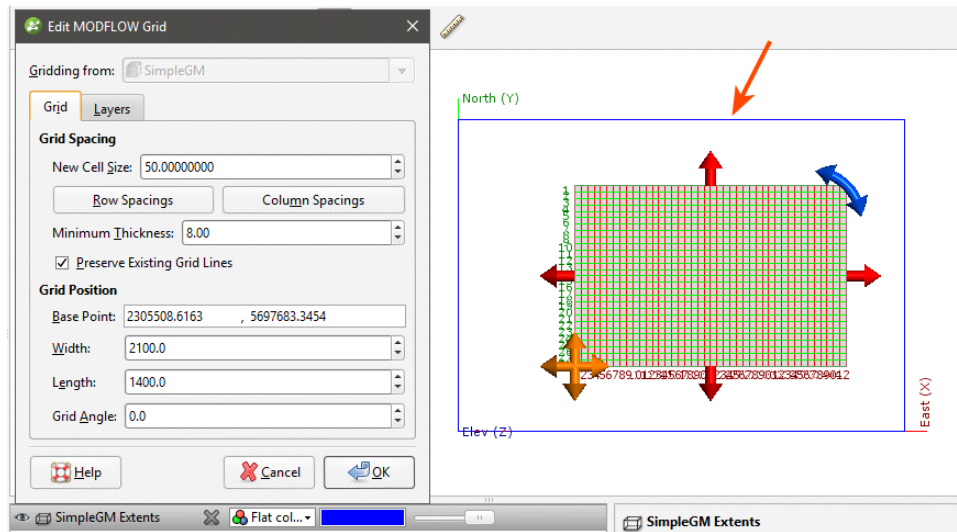 Edit MODFLOW Grid
Gridding from: SimpleGM
Grid Layers
Grid Spacing
New Cell Size: 50.00000000
Row Spacings Column Spacings
Minimum Thickness: 8.00
Preserve Existing Grid Lines
Grid Position
Base Point: 2305508.6163 , 5697683.3454
Width: 2100.0
Length: 1400.0
Grid Angle: 0.0
Help Cancel OK
SimpleGM Extents Flat col...
North (Y)
Elev (Z)
East (X)
SimpleGM Extents